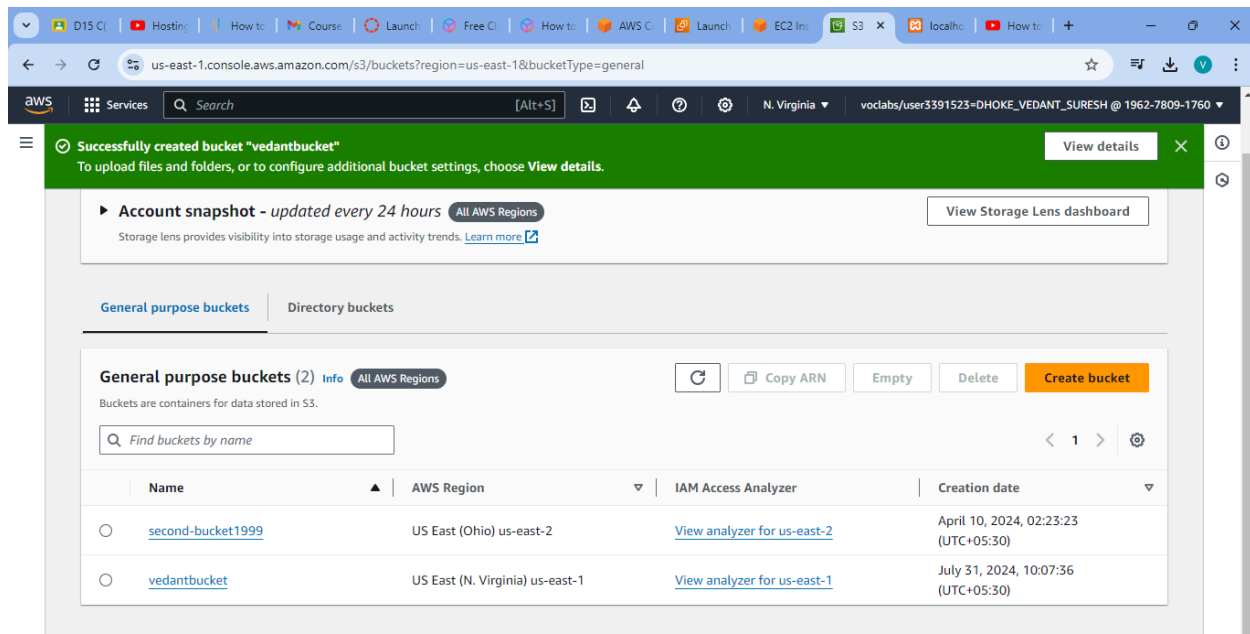 D15 C(
Hosting
How to
Course
Launch
Free Cl
How to
AWS C
Launch
EC2 Ins
S3
localho
How to
us-east-1.console.aws.amazon.com/s3/buckets?region=us-east-1&bucketType=general
V
aws
Services
Search
[Alt+S]
N. Virginia
voclabs/user3391523=DHOKE_VEDANT_SURESH @ 1962-7809-1760
Successfully created bucket "vedantbucket"
To upload files and folders, or to configure additional bucket settings, choose View details.
View details
Account snapshot - updated every 24 hours All AWS Regions
Storage lens provides visibility into storage usage and activity trends. Learn more
View Storage Lens dashboard
General purpose buckets
Directory buckets
General purpose buckets (2) Info All AWS Regions
Buckets are containers for data stored in S3.
Copy ARN
Empty
Delete
Create bucket
Find buckets by name
1
Name AWS Region IAM Access Analyzer Creation date
second-bucket1999 US East (Ohio) us-east-2 View analyzer for us-east-2 April 10, 2024, 02:23:23
(UTC+05:30)
vedantbucket US East (N. Virginia) us-east-1 View analyzer for us-east-1 July 31, 2024, 10:07:36
(UTC+05:30)